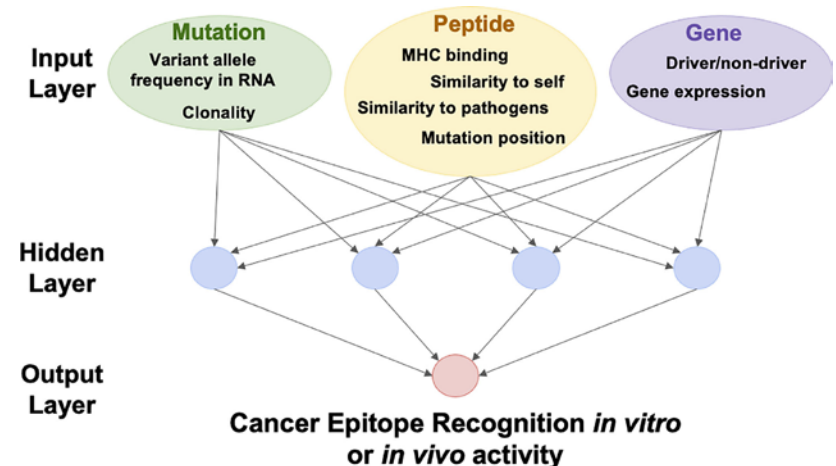 Input
Layer
Mutation
Variant allele
frequency in RNA
Clonality
Peptide
MHC binding
Similarity to self
Similarity to pathogens
Mutation position
Gene
Driver/non-driver
Gene expression
Hidden
Layer
Output
Layer
Cancer Epitope Recognition in vitro
or in vivo activity